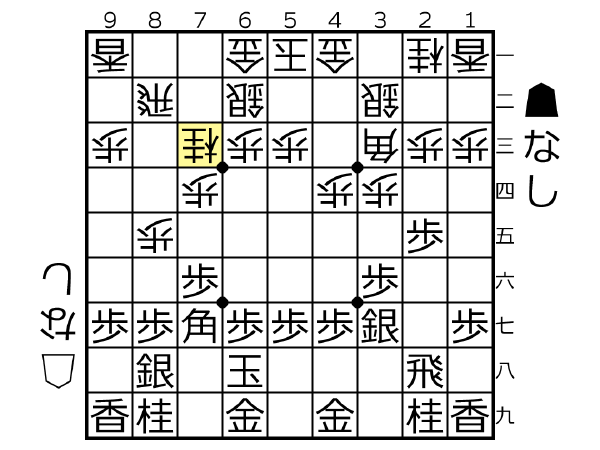 9 8 7 6 5 4 3 2 1
香 金 王 金 桂 香 一
飛 銀 銀 二
歩 桂 歩 歩 角 歩 歩 三
歩 歩 歩 四
歩 歩 五
歩 歩 六
歩 歩 角 歩 歩 歩 銀 歩 七
銀 玉 飛 八
香 桂 金 金 桂 香 九
なし
なし